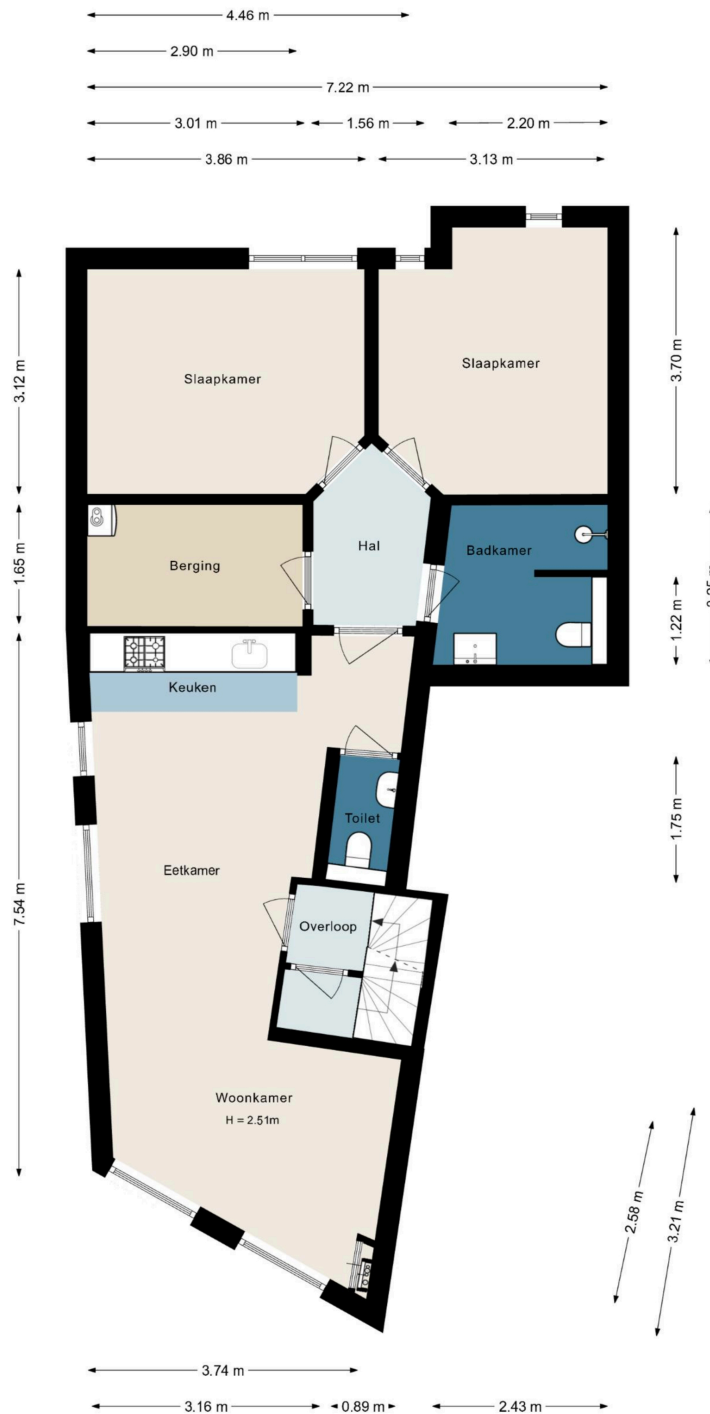 4.46 m
2.90 m
7.22 m
3.01 m 1.56 m 2.20 m
3.86 m 3.13 m
3.12 m
3.70 m
Slaapkamer
Slaapkamer
1.65 m
Berging
Hal
Badkamer
1.22 m
Keuken
7.54 m
Toilet
1.75 m
Eetkamer
Overloop
Woonkamer
H = 2.51m
2.58 m
3.21 m
3.74 m
3.16 m 0.89 m 2.43 m